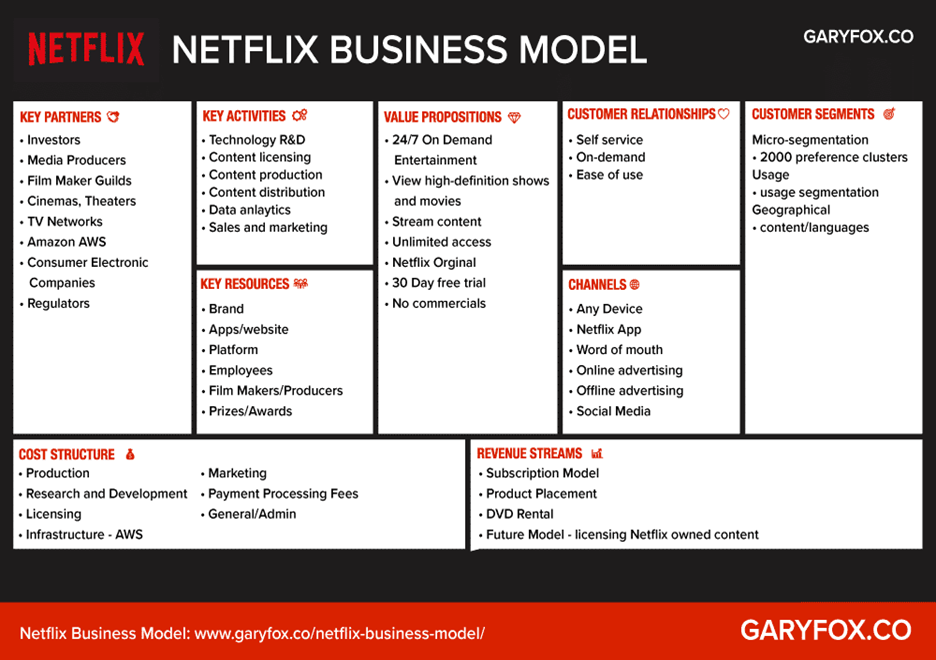 NETFLIX NETFLIX BUSINESS MODEL
GARYFOX.CO
KEY PARTNERS
• Investors
• Media Producers
• Film Maker Guilds
• Cinemas, Theaters
• TV Networks
• Amazon AWS
• Consumer Electronic
Companies
• Regulators
KEY ACTIVITIES
• Technology R&D
• Content licensing
• Content production
• Content distribution
• Data anlaytics
• Sales and marketing
KEY RESOURCES
• Brand
• Apps/website
• Platform
• Employees
• Film Makers/Producers
• Prizes/Awards
VALUE PROPOSITIONS
• 24/7 On Demand
Entertainment
• View high-definition shows
and movies
• Stream content
• Unlimited access
• Netflix Orginal
• 30 Day free trial
• No commercials
CUSTOMER RELATIONSHIPS
• Self service
• On-demand
• Ease of use
CHANNELS
• Any Device
• Netflix App
• Word of mouth
• Online advertising
• Offline advertising
• Social Media
CUSTOMER SEGMENTS
Micro-segmentation
• 2000 preference clusters
Usage
• usage segmentation
Geographical
• content/languages
COST STRUCTURE
• Production
• Research and Development
• Licensing
• Infrastructure - AWS
• Marketing
• Payment Processing Fees
• General/Admin
REVENUE STREAMS
• Subscription Model
• Product Placement
• DVD Rental
• Future Model - licensing Netflix owned content
Netflix Business Model: www.garyfox.co/netflix-business-model/
GARYFOX.CO